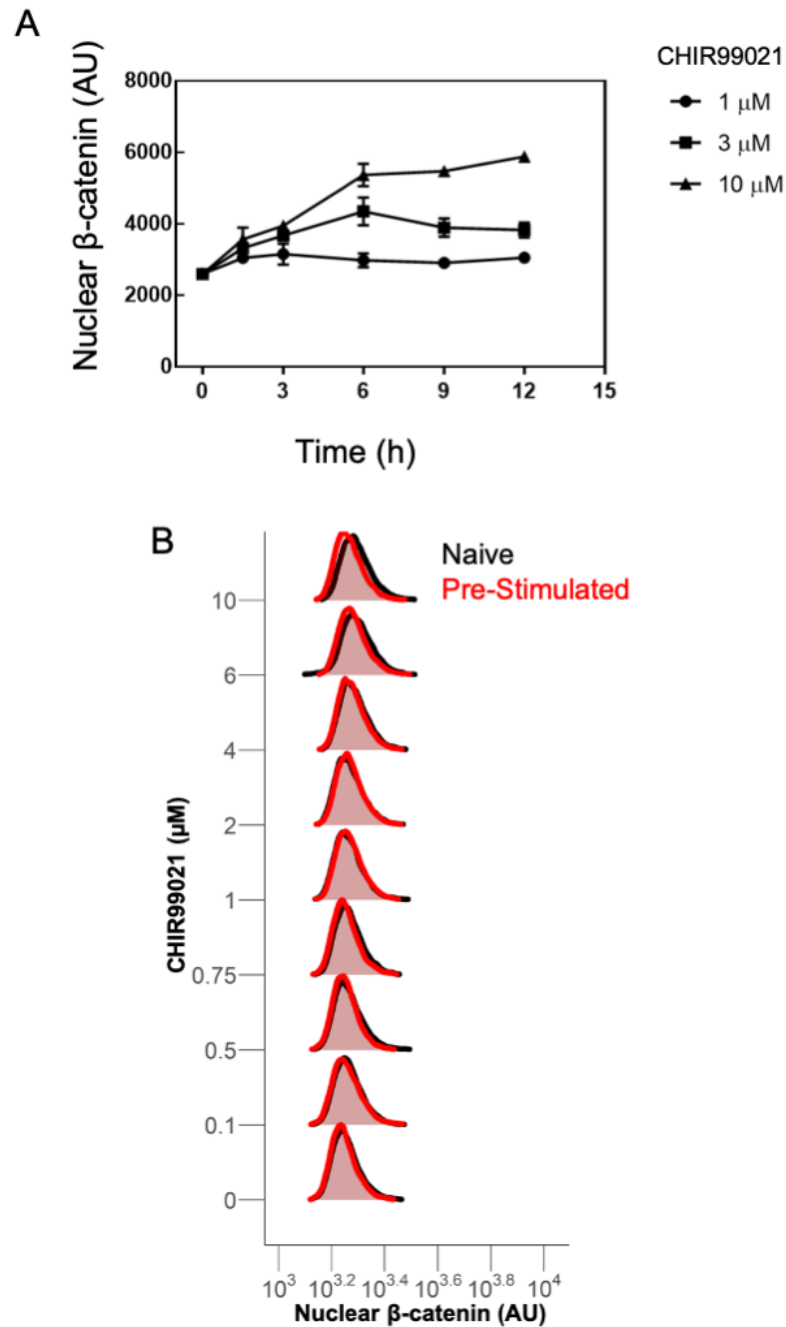 A
CHIR99021
1 μM
3 μM
10 μM
Nuclear β-catenin (AU)
8000
6000
4000
2000
0
0 3 6 9 12 15
Time (h)
B
Naive
Pre-Stimulated
CHIR99021 (μM)
10
6
4
2
1
0.75
0.5
0.1
0
10^3 10^3.2 10^3.4 10^3.6 10^3.8 10^4
Nuclear β-catenin (AU)